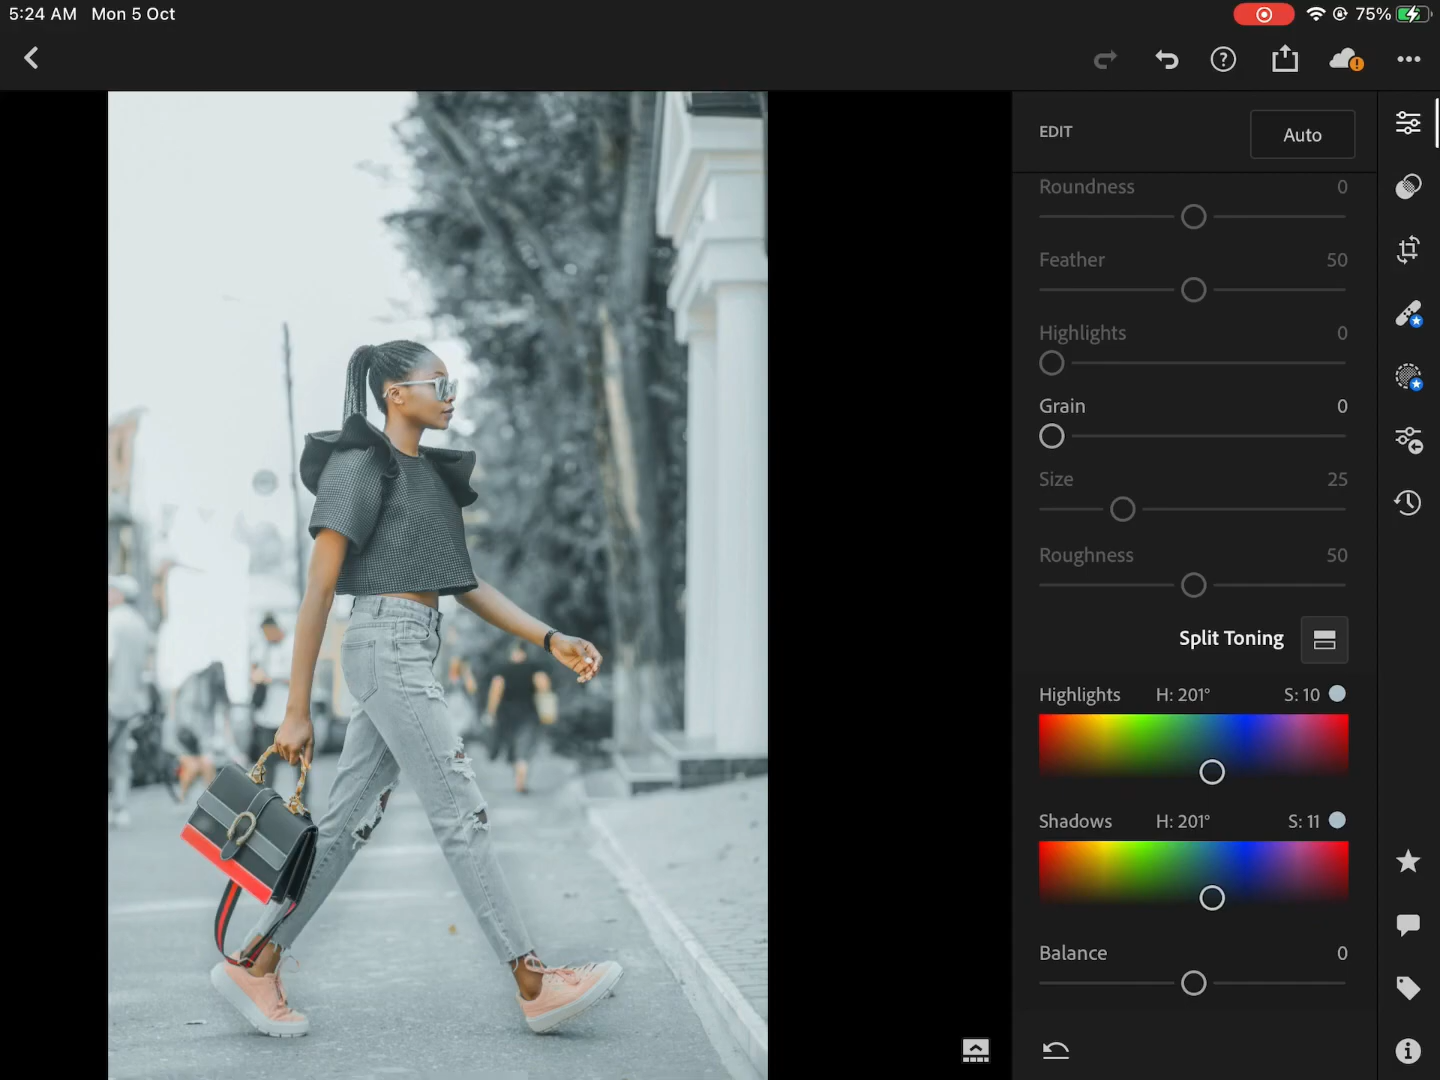 5:24 AM Mon 5 Oct
75%
EDIT
Auto
Roundness 0
Feather 50
Highlights 0
Grain 0
Size 25
Roughness 50
Split Toning
Highlights H: 201° S: 10
Shadows H: 201° S: 11
Balance 0